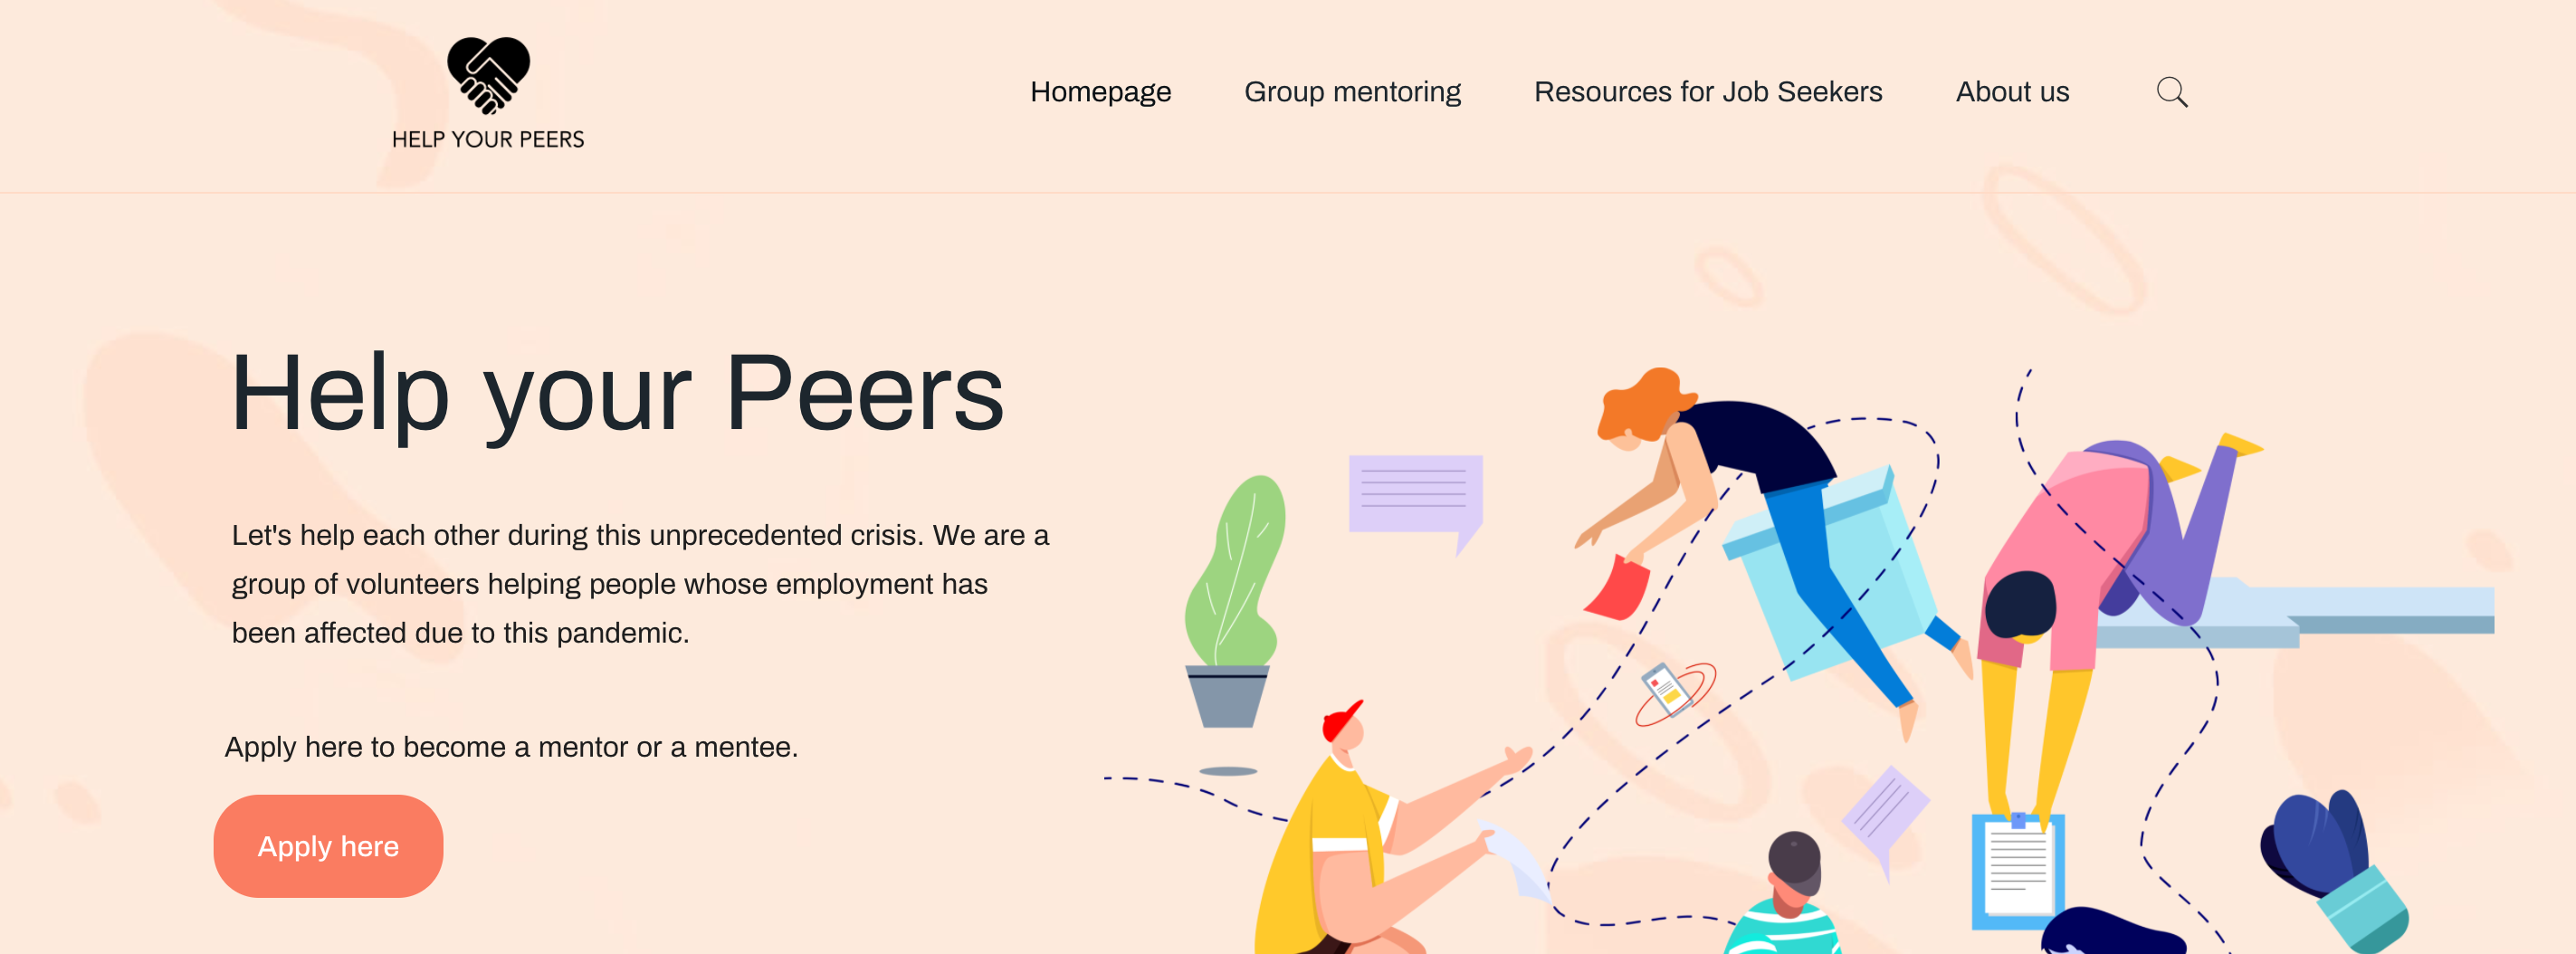 HELP YOUR PEERS
Homepage
Group mentoring
Resources for Job Seekers
About us
Help your Peers
Let's help each other during this unprecedented crisis. We are a
group of volunteers helping people whose employment has
been affected due to this pandemic.
Apply here to become a mentor or a mentee.
Apply here